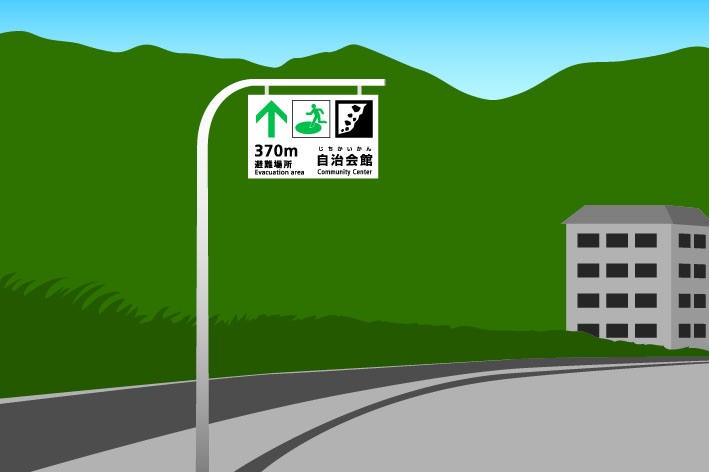 370m
避難場所
Evacuation area
じちかいかん
自治会館
Community Center